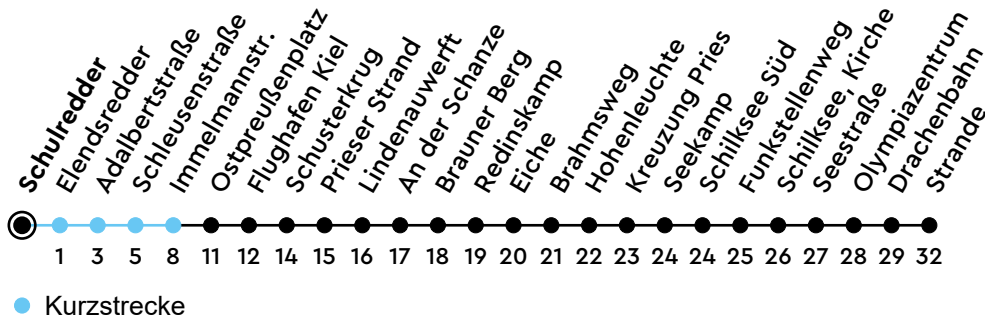 Schulredder
Elendsredder
Adalbertstraße
Schleusenstraße
Immelmannstr.
Ostpreußenplatz
Flughafen Kiel
Schusterkrug
Prieser Strand
Lindenauwerft
An der Schanze
Brauner Berg
Redinskamp
Eiche
Brahmsweg
Hohenleuchte
Kreuzung Pries
Seekamp
Schilksee Süd
Funkstellenweg
Schilksee, Kirche
Seestraße
Olympiazentrum
Drachenbahn
Strande
1 3 5 8 11 12 14 15 16 17 18 19 20 21 22 23 24 24 25 26 27 28 29 32
Kurzstrecke